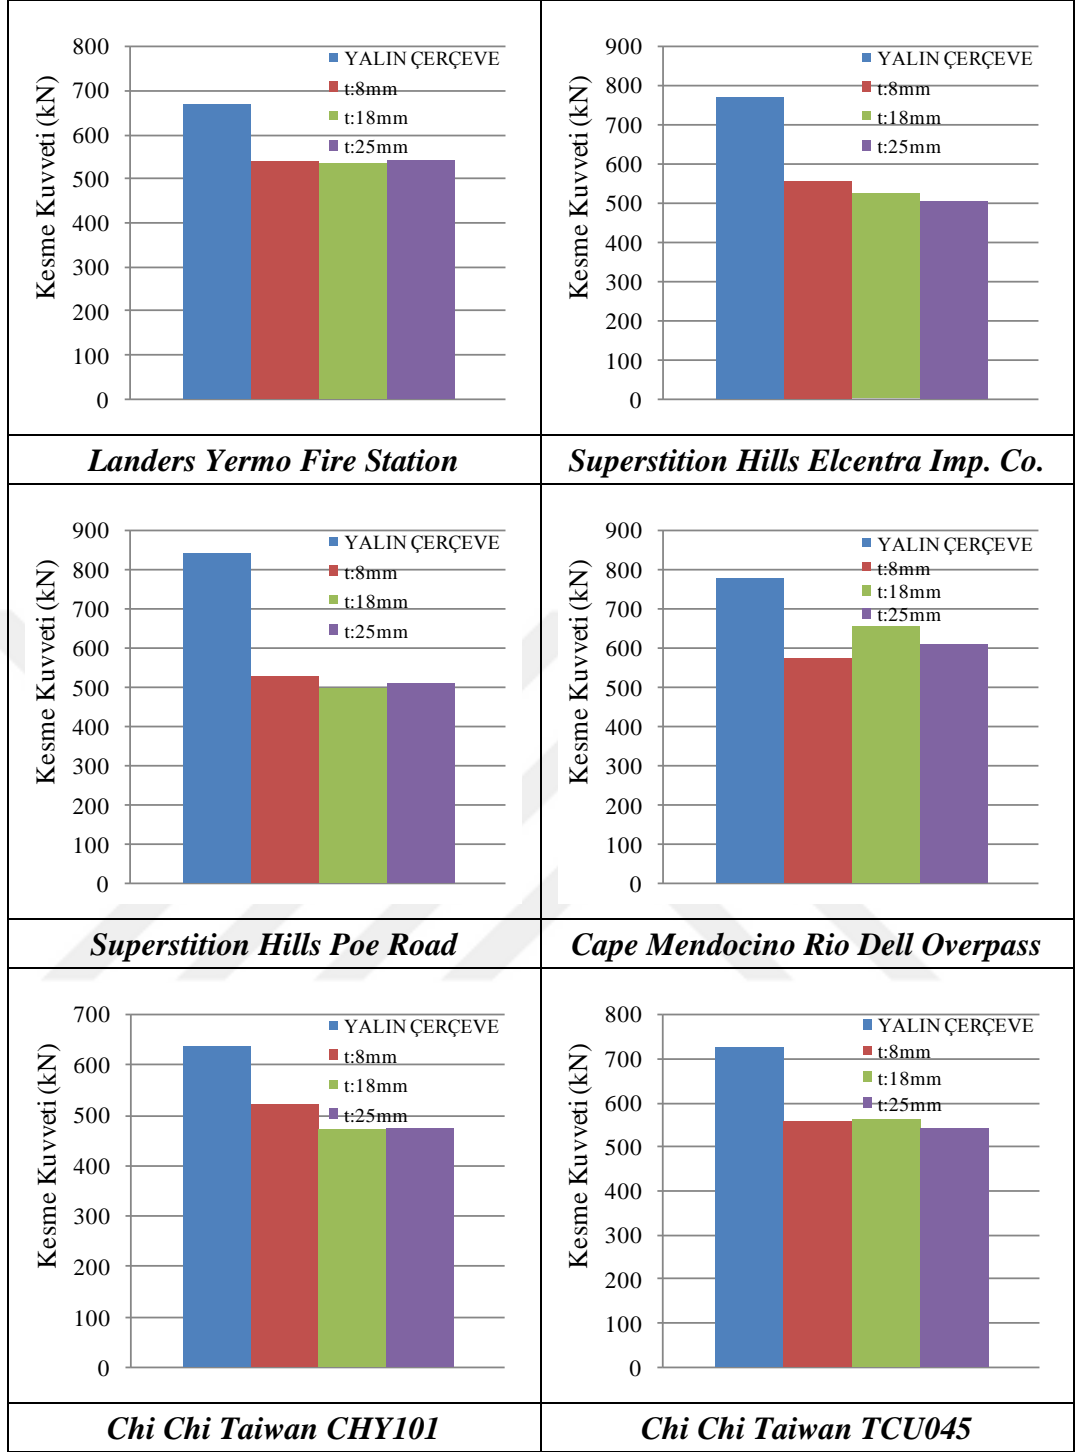 Kesme Kuvveti (kN)
800
700
600
500
400
300
200
100
0
YALIN ÇERÇEVE
t:8mm
t:18mm
t:25mm
Landers Yermo Fire Station
Kesme Kuvveti (kN)
900
800
700
600
500
400
300
200
100
0
YALIN ÇERÇEVE
t:8mm
t:18mm
t:25mm
Superstition Hills Elcentra Imp. Co.
Kesme Kuvveti (kN)
900
800
700
600
500
400
300
200
100
0
YALIN ÇERÇEVE
t:8mm
t:18mm
t:25mm
Superstition Hills Poe Road
Kesme Kuvveti (kN)
900
800
700
600
500
400
300
200
100
0
YALIN ÇERÇEVE
t:8mm
t:18mm
t:25mm
Cape Mendocino Rio Dell Overpass
Kesme Kuvveti (kN)
700
600
500
400
300
200
100
0
YALIN ÇERÇEVE
t:8mm
t:18mm
t:25mm
Chi Chi Taiwan CHY101
Kesme Kuvveti (kN)
800
700
600
500
400
300
200
100
0
YALIN ÇERÇEVE
t:8mm
t:18mm
t:25mm
Chi Chi Taiwan TCU045